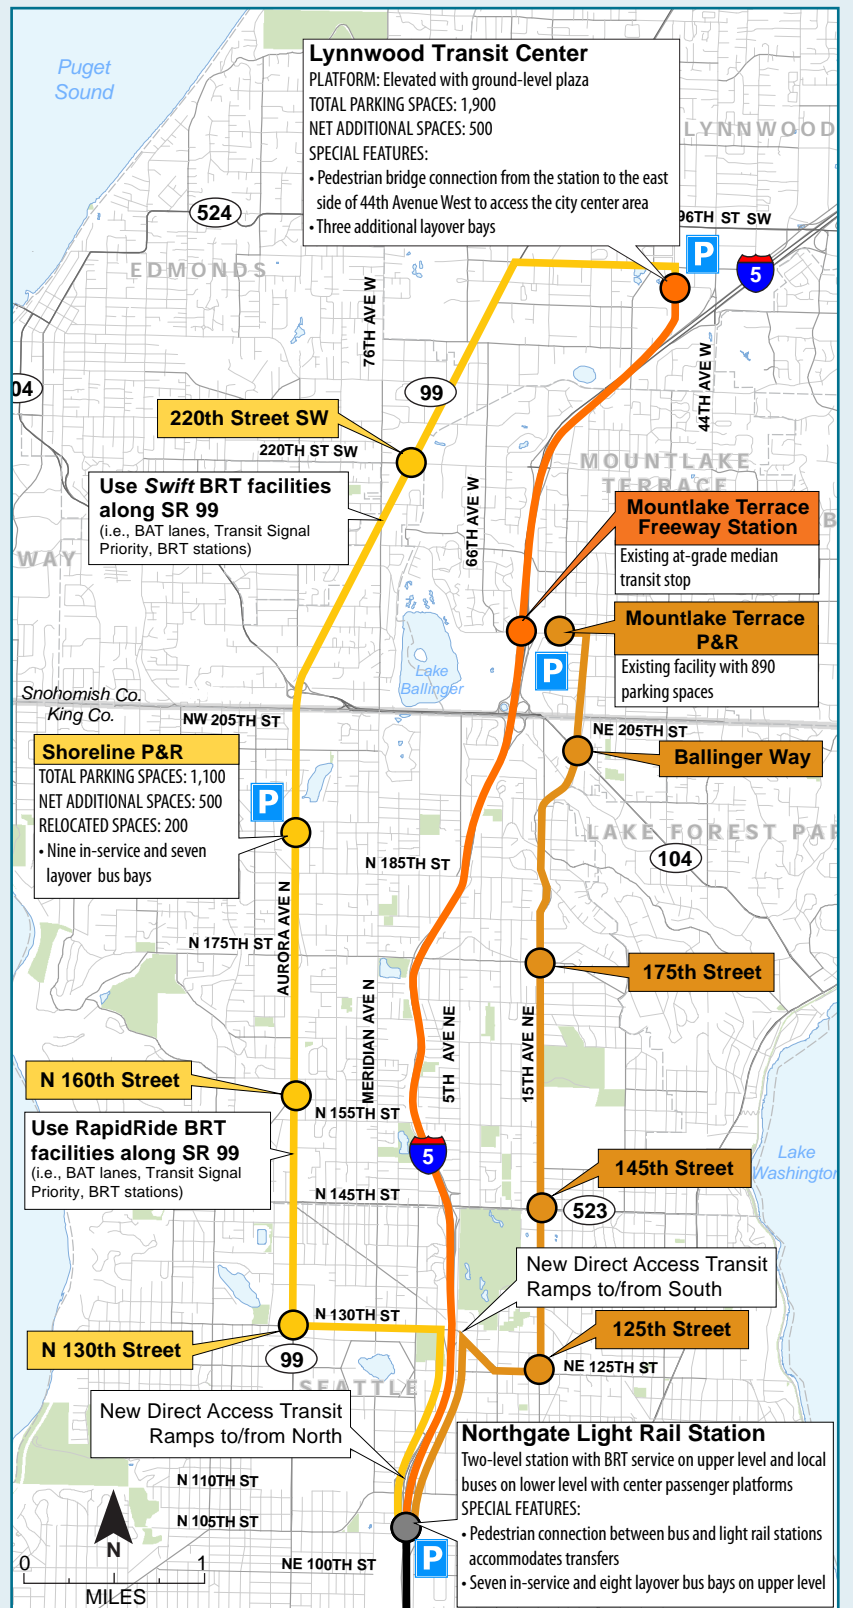 Puget
Sound
Lynnwood Transit Center
PLATFORM: Elevated with ground-level plaza
TOTAL PARKING SPACES: 1,900
NET ADDITIONAL SPACES: 500
SPECIAL FEATURES:
• Pedestrian bridge connection from the station to the east
side of 44th Avenue West to access the city center area
• Three additional layover bays
LYNNWOOD
524
96TH ST SW
P
5
EDMONDS
76TH AVE W
44TH AVE W
04
99
220th Street SW
220TH ST SW
MOUNTLAKE
TERRACE
Use Swift BRT facilities
along SR 99
(i.e., BAT lanes, Transit Signal
Priority, BRT stations)
66TH AVE W
Mountlake Terrace
Freeway Station
Existing at-grade median
transit stop
B
WAY
Mountlake Terrace
P&R
Existing facility with 890
parking spaces
P
Lake
Ballinger
Snohomish Co.
King Co.
NW 205TH ST
NE 205TH ST
Ballinger Way
Shoreline P&R
TOTAL PARKING SPACES: 1,100
NET ADDITIONAL SPACES: 500
RELOCATED SPACES: 200
• Nine in-service and seven
layover bus bays
P
LAKE FOREST PAR
104
N 185TH ST
N 175TH ST
AURORA AVE N
175th Street
MERIDIAN AVE N
5TH AVE NE
15TH AVE NE
N 160th Street
N 155TH ST
Use RapidRide BRT
facilities along SR 99
(i.e., BAT lanes, Transit Signal
Priority, BRT stations)
5
145th Street
Lake
Washington
N 145TH ST
523
New Direct Access Transit
Ramps to/from South
N 130TH ST
125th Street
N 130th Street
99
NE 125TH ST
SEATTLE
New Direct Access Transit
Ramps to/from North
Northgate Light Rail Station
Two-level station with BRT service on upper level and local
buses on lower level with center passenger platforms
SPECIAL FEATURES:
• Pedestrian connection between bus and light rail stations
accommodates transfers
• Seven in-service and eight layover bus bays on upper level
N 110TH ST
N 105TH ST
NE 100TH ST
P
N
0 1
MILES